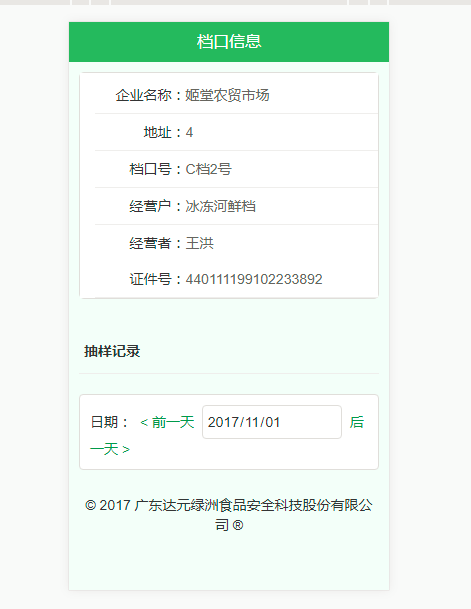 档口信息
企业名称：姬堂农贸市场
地址：4
档口号：C档2号
经营户：冰冻河鲜档
经营者：王洪
证件号：440111199102233892
抽样记录
日期： < 前一天 2017/11/01 后
一天 >
© 2017 广东达元绿洲食品安全科技股份有限公
司 ®